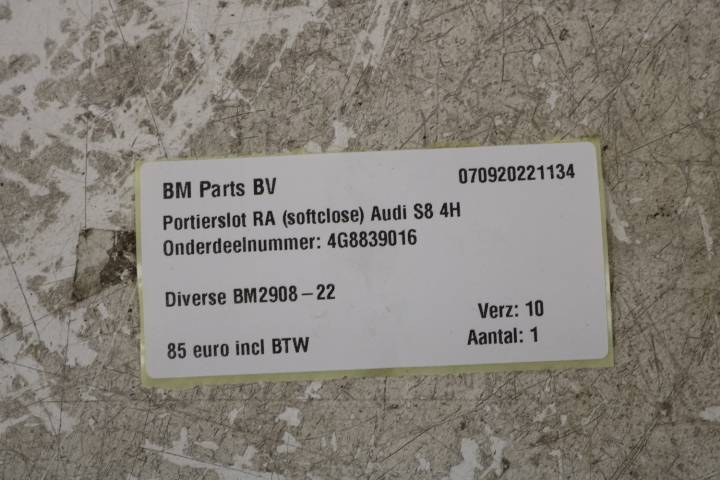 BM Parts BV 070920221134
Portierslot RA (softclose) Audi S8 4H
Onderdeelnummer: 4G8839016
Diverse BM2908-22
Verz: 10
85 euro incl BTW Aantal: 1